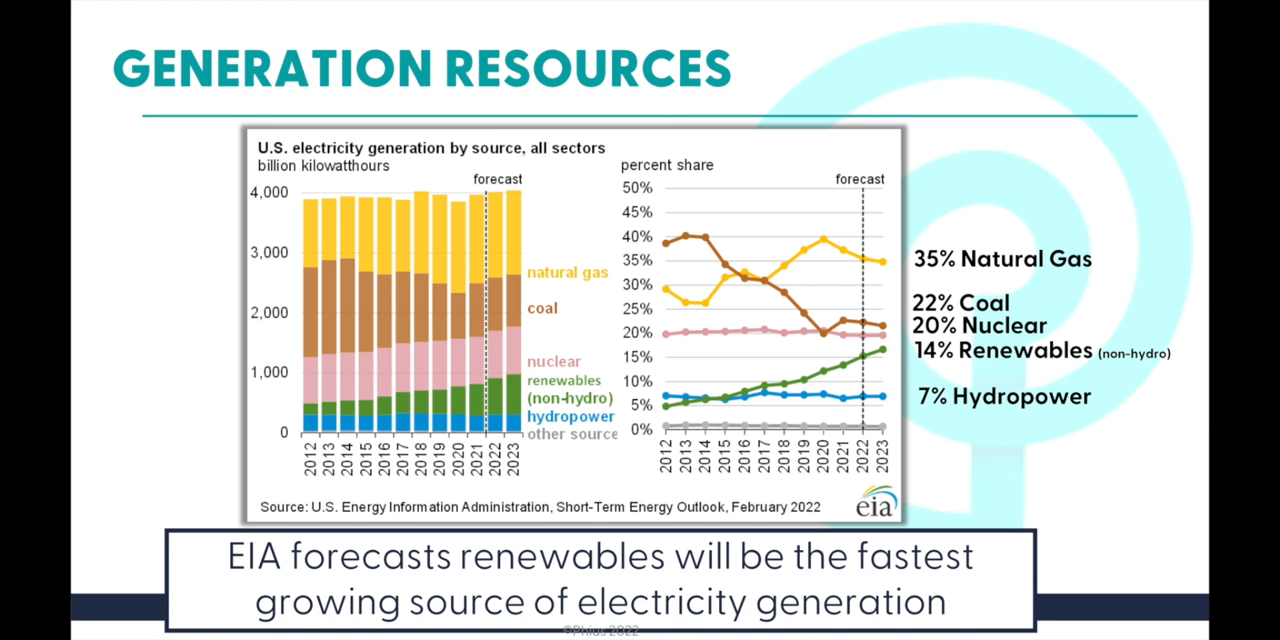 GENERATION RESOURCES
U.S. electricity generation by source, all sectors
billion kilowatthours
percent share
forecast
4,000
3,000
2,000
1,000
0
2012 2013 2014 2015 2016 2017 2018 2019 2020 2021 2022 2023
natural gas
coal
nuclear
renewables
(non-hydro)
hydropower
other source
forecast
50%
45%
40%
35%
30%
25%
20%
15%
10%
5%
0%
2012 2013 2014 2015 2016 2017 2018 2019 2020 2021 2022 2023
35% Natural Gas
22% Coal
20% Nuclear
14% Renewables (non-hydro)
7% Hydropower
Source: U.S. Energy Information Administration, Short-Term Energy Outlook, February 2022
eia
EIA forecasts renewables will be the fastest
growing source of electricity generation
©Phius 2022